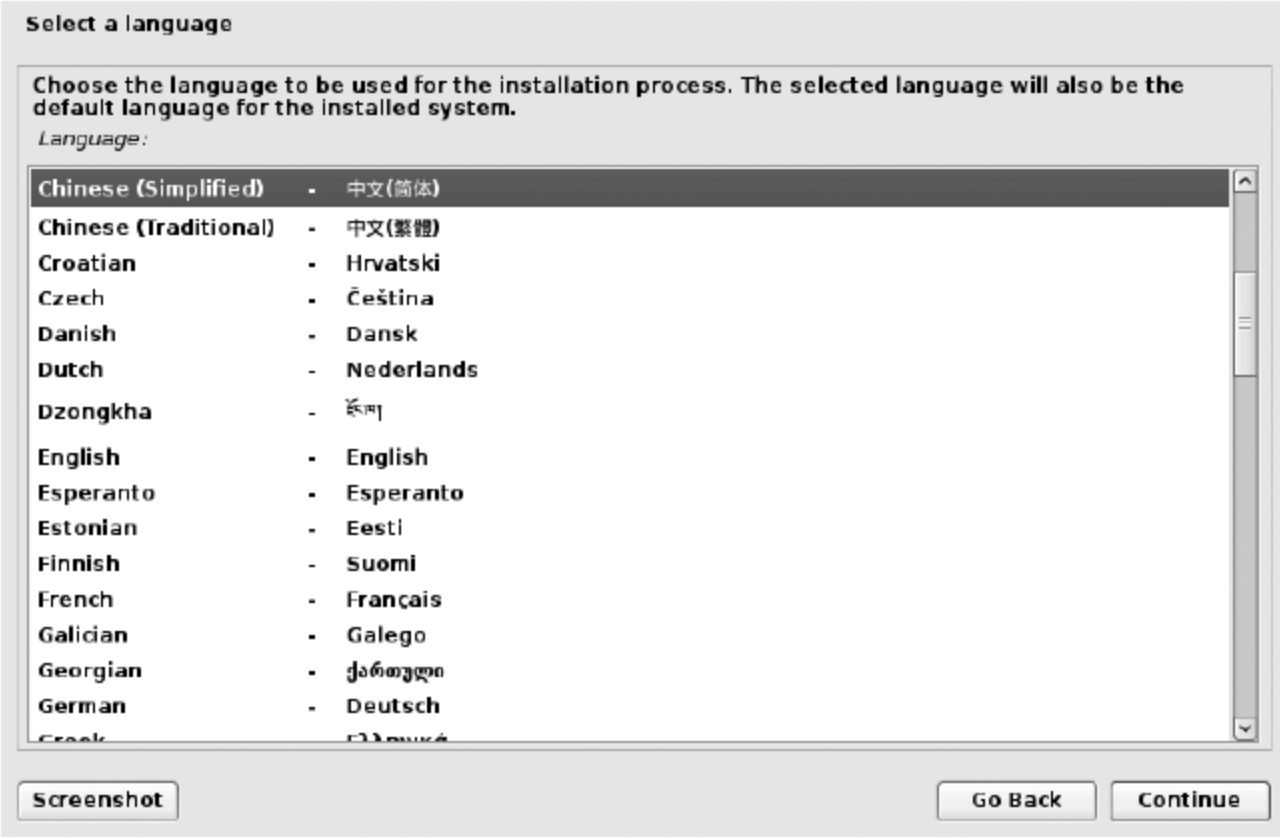 Select a language
Choose the language to be used for the installation process. The selected language will also be the
default language for the installed system.
Language:
Chinese (Simplified) - 中文(简体)
Chinese (Traditional) - 中文(繁體)
Croatian - Hrvatski
Czech - Čeština
Danish - Dansk
Dutch - Nederlands
Dzongkha - རྫོང་ཁ།
English - English
Esperanto - Esperanto
Estonian - Eesti
Finnish - Suomi
French - Français
Galician - Galego
Georgian - ქართული
German - Deutsch
Greek - Ελληνικά
Screenshot Go Back Continue